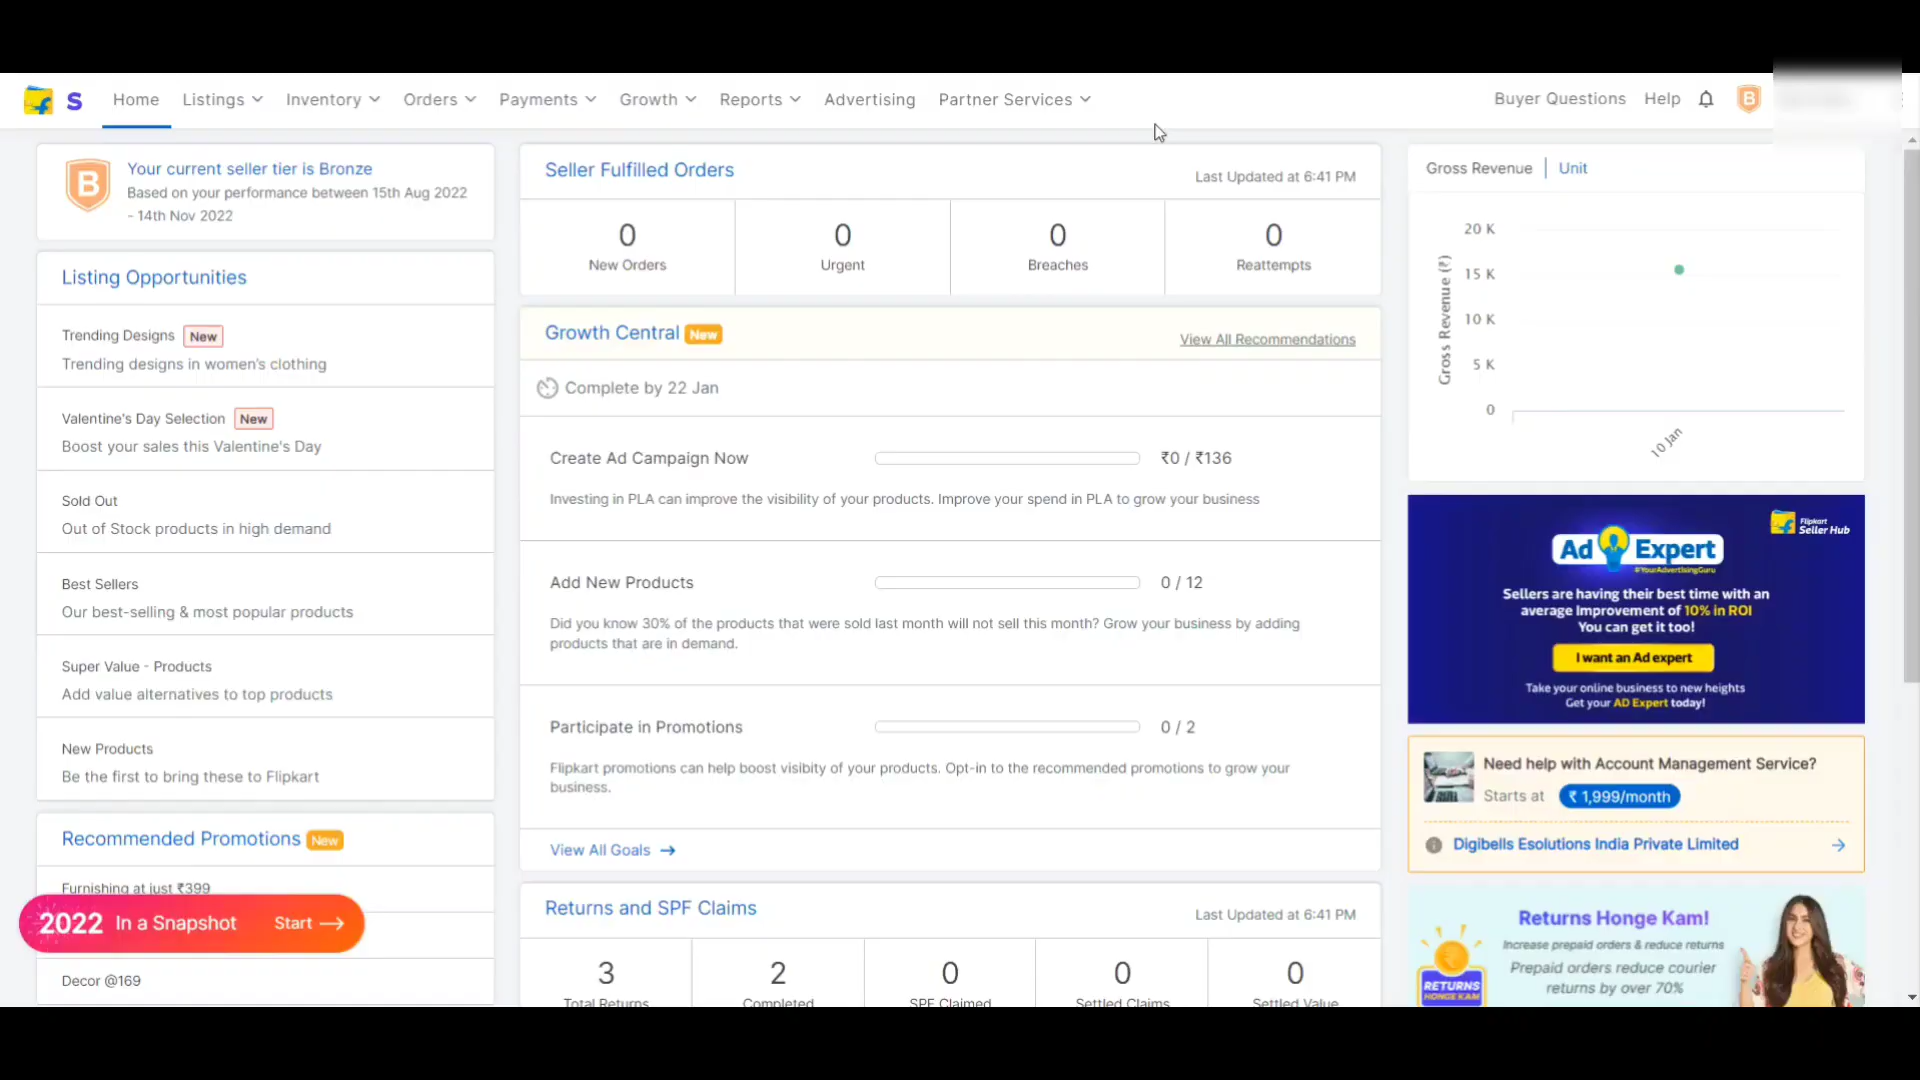 S
Home
Listings
Inventory
Orders
Payments
Growth
Reports
Advertising
Partner Services
Buyer Questions
Help
B
B
Your current seller tier is Bronze
Based on your performance between 15th Aug 2022
- 14th Nov 2022
Listing Opportunities
Trending Designs New
Trending designs in women's clothing
Valentine's Day Selection New
Boost your sales this Valentine's Day
Sold Out
Out of Stock products in high demand
Best Sellers
Our best-selling & most popular products
Super Value - Products
Add value alternatives to top products
New Products
Be the first to bring these to Flipkart
Recommended Promotions New
Furnishing at just ₹399
2022 In a Snapshot Start
Decor @169
Seller Fulfilled Orders
Last Updated at 6:41 PM
0
New Orders
0
Urgent
0
Breaches
0
Reattempts
Growth Central New
View All Recommendations
Complete by 22 Jan
Create Ad Campaign Now
₹0 / ₹136
Investing in PLA can improve the visibility of your products. Improve your spend in PLA to grow your business
Add New Products
0 / 12
Did you know 30% of the products that were sold last month will not sell this month? Grow your business by adding
products that are in demand.
Participate in Promotions
0 / 2
Flipkart promotions can help boost visibity of your products. Opt-in to the recommended promotions to grow your
business.
View All Goals
Returns and SPF Claims
Last Updated at 6:41 PM
3
Total Returns
2
Completed
0
SPF Claimed
0
Settled Claims
0
Settled Value
Gross Revenue
Unit
Gross Revenue (₹)
20 K
15 K
10 K
5 K
0
10 Jan
Flipkart
Seller Hub
Ad Expert
#YourAdvertisingGuru
Sellers are having their best time with an
average Improvement of 10% in ROI
You can get it too!
I want an Ad expert
Take your online business to new heights
Get your AD Expert today!
Need help with Account Management Service?
Starts at ₹ 1,999/month
Digibells Esolutions India Private Limited
Returns Honge Kam!
Increase prepaid orders & reduce returns
Prepaid orders reduce courier
returns by over 70%
RETURNS
HONGE KAM